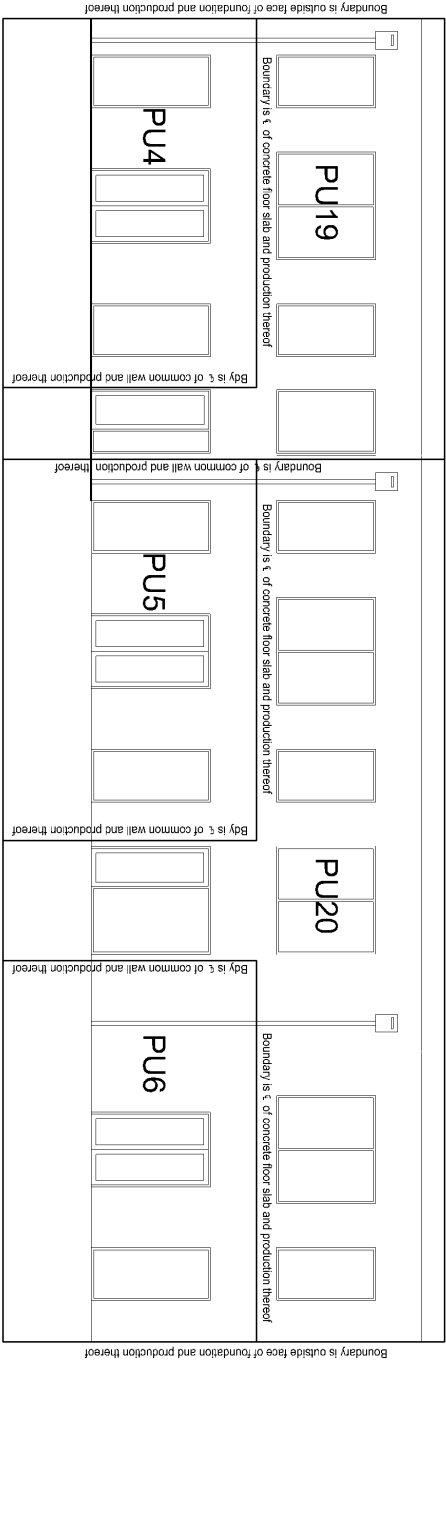 Boundary is outside of face of foundation and production thereof
PU4
Boundary is ℄ of concrete floor slab and production thereof
PU19
Bdy is ℄ of common wall and production thereof
Boundary is ℄ of common wall and production thereof
PU5
Boundary is ℄ of concrete floor slab and production thereof
Bdy is ℄ of common wall and production thereof
PU20
Bdy is ℄ of common wall and production thereof
PU6
Boundary is ℄ of concrete floor slab and production thereof
Boundary is outside of face of foundation and production thereof